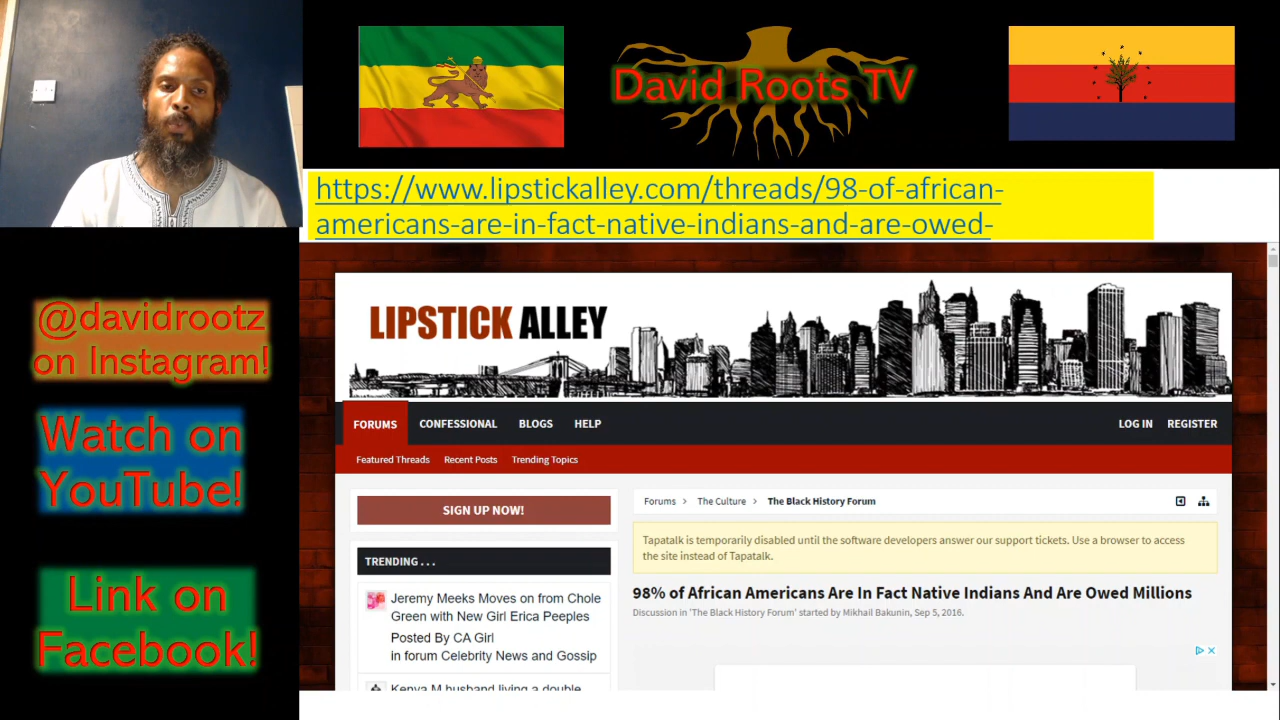 David Roots TV
https://www.lipstickalley.com/threads/98-of-african-
americans-are-in-fact-native-indians-and-are-owed-
@davidrootz
on Instagram!
Watch on
YouTube!
Link on
Facebook!
LIPSTICK ALLEY
FORUMS CONFESSIONAL BLOGS HELP LOG IN REGISTER
Featured Threads Recent Posts Trending Topics
SIGN UP NOW!
TRENDING . . .
Jeremy Meeks Moves on from Chole
Green with New Girl Erica Peeples
Posted By CA Girl
in forum Celebrity News and Gossip
Kenya M husband living a double
Forums > The Culture > The Black History Forum
Tapatalk is temporarily disabled until the software developers answer our support tickets. Use a browser to access
the site instead of Tapatalk.
98% of African Americans Are In Fact Native Indians And Are Owed Millions
Discussion in 'The Black History Forum' started by Mikhail Bakunin, Sep 5, 2016.